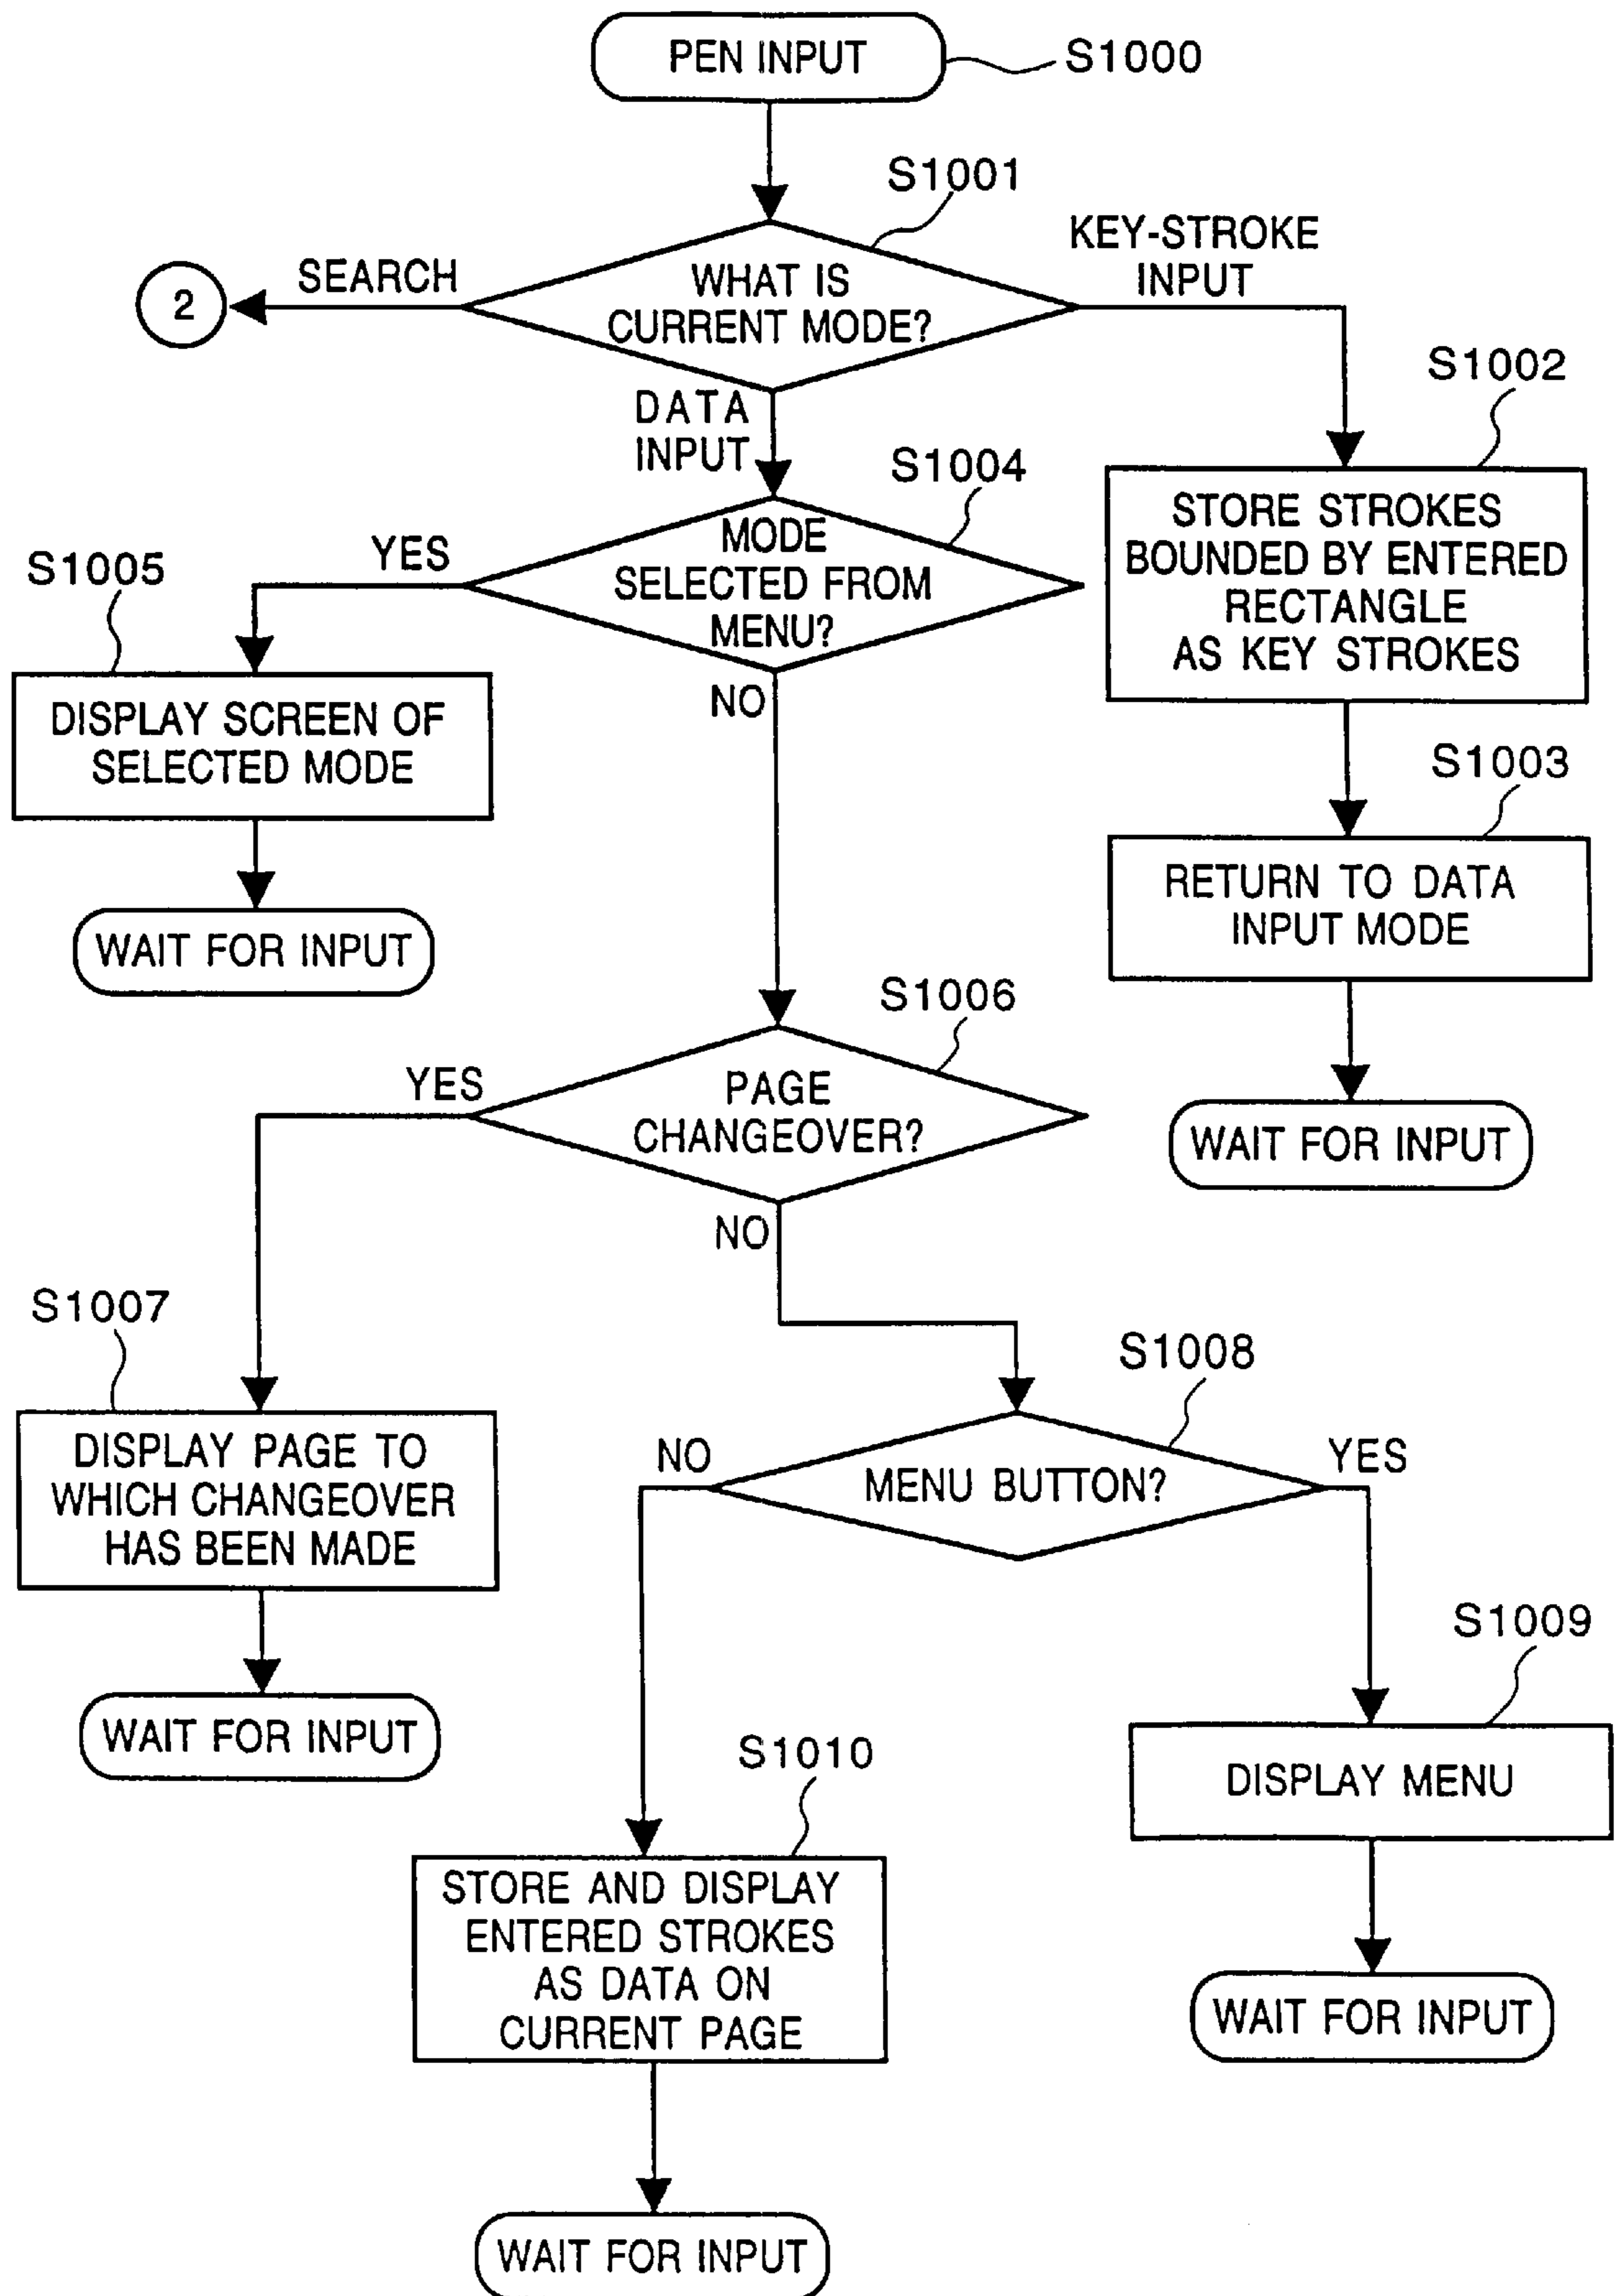 PEN INPUT
S1000
S1001
WHAT IS
CURRENT MODE?
SEARCH
2
KEY-STROKE
INPUT
DATA
INPUT
S1002
STORE STROKES
BOUNDED BY ENTERED
RECTANGLE
AS KEY STROKES
S1003
RETURN TO DATA
INPUT MODE
WAIT FOR INPUT
S1004
MODE
SELECTED FROM
MENU?
YES
NO
S1005
DISPLAY SCREEN OF
SELECTED MODE
WAIT FOR INPUT
S1006
PAGE
CHANGEOVER?
YES
NO
S1007
DISPLAY PAGE TO
WHICH CHANGEOVER
HAS BEEN MADE
WAIT FOR INPUT
S1008
MENU BUTTON?
NO
YES
S1009
DISPLAY MENU
WAIT FOR INPUT
S1010
STORE AND DISPLAY
ENTERED STROKES
AS DATA ON
CURRENT PAGE
WAIT FOR INPUT